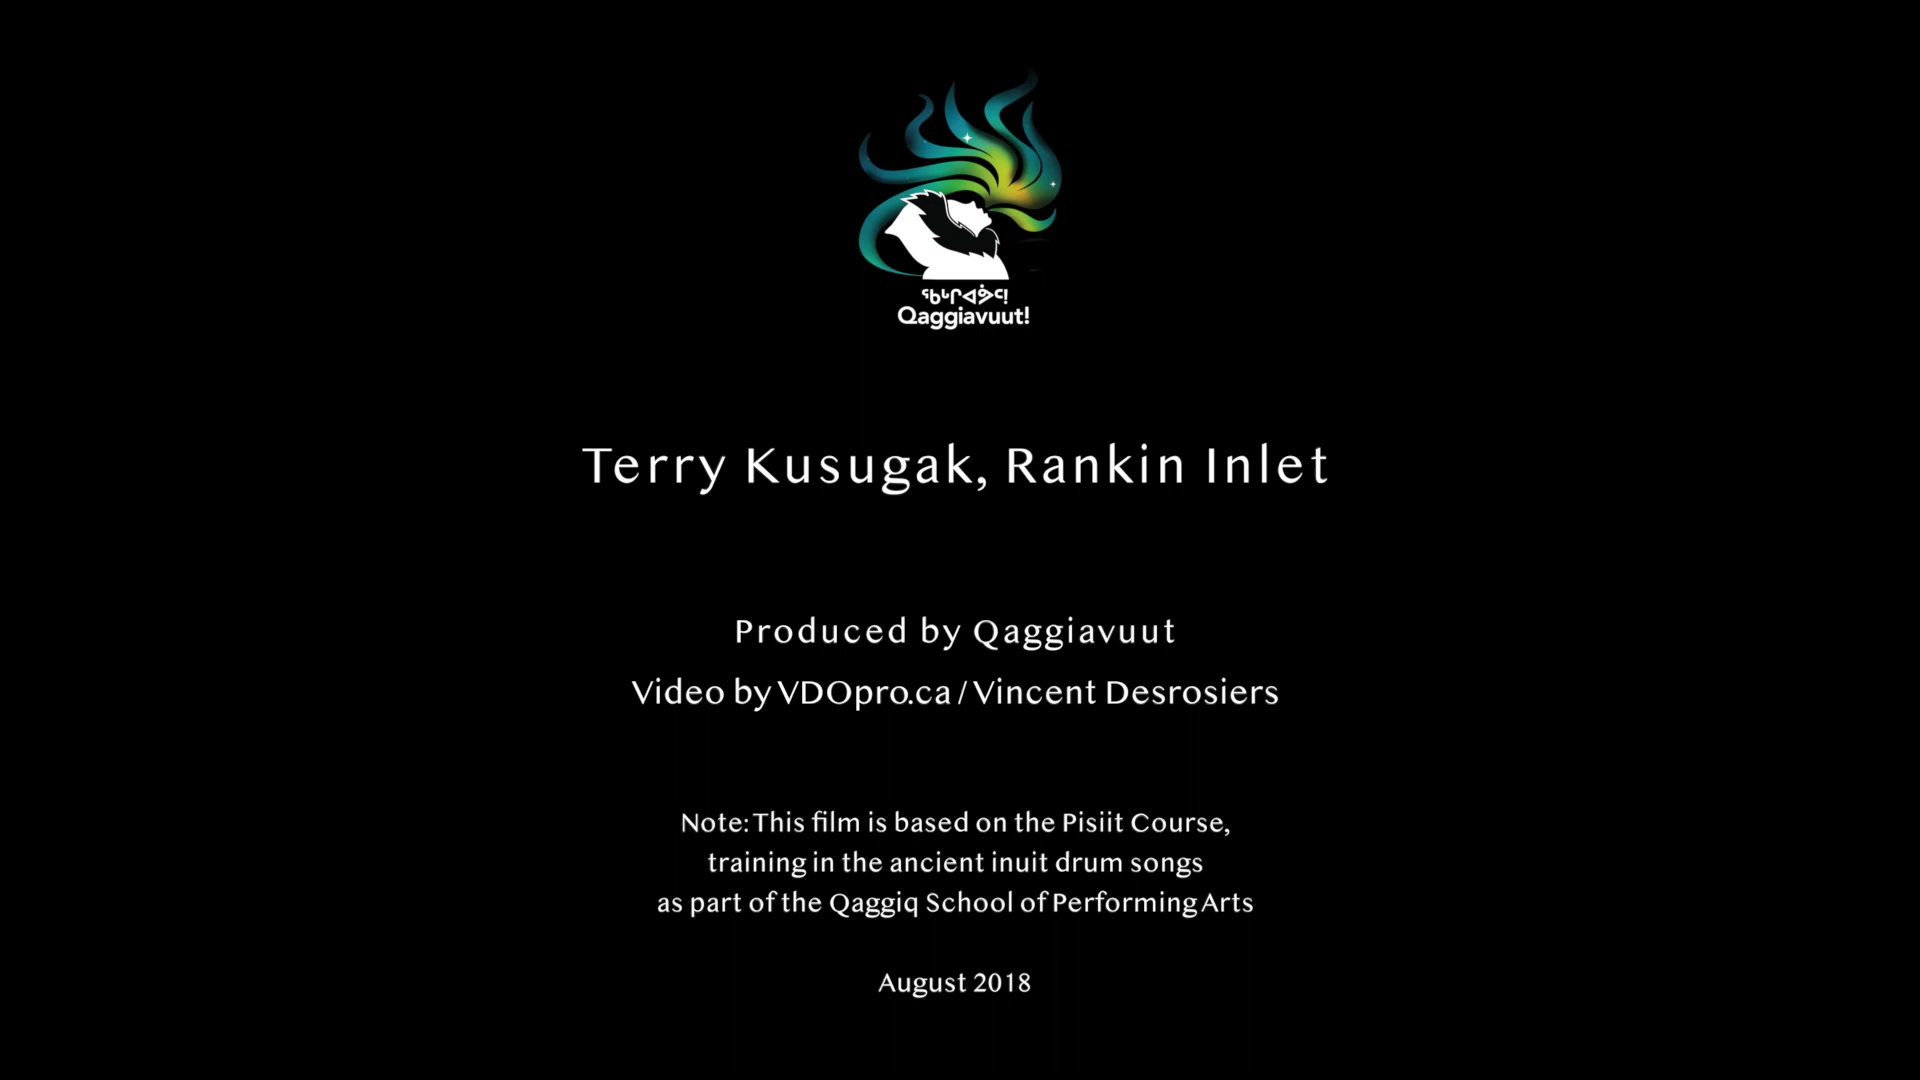 ᖃᒡᒋᐊᕘᑦ!
Qaggiavuut!
Terry Kusugak, Rankin Inlet
Produced by Qaggiavuut
Video by VDOpro.ca / Vincent Desrosiers
Note: This film is based on the Pisiit Course,
training in the ancient inuit drum songs
as part of the Qaggiq School of Performing Arts
August 2018